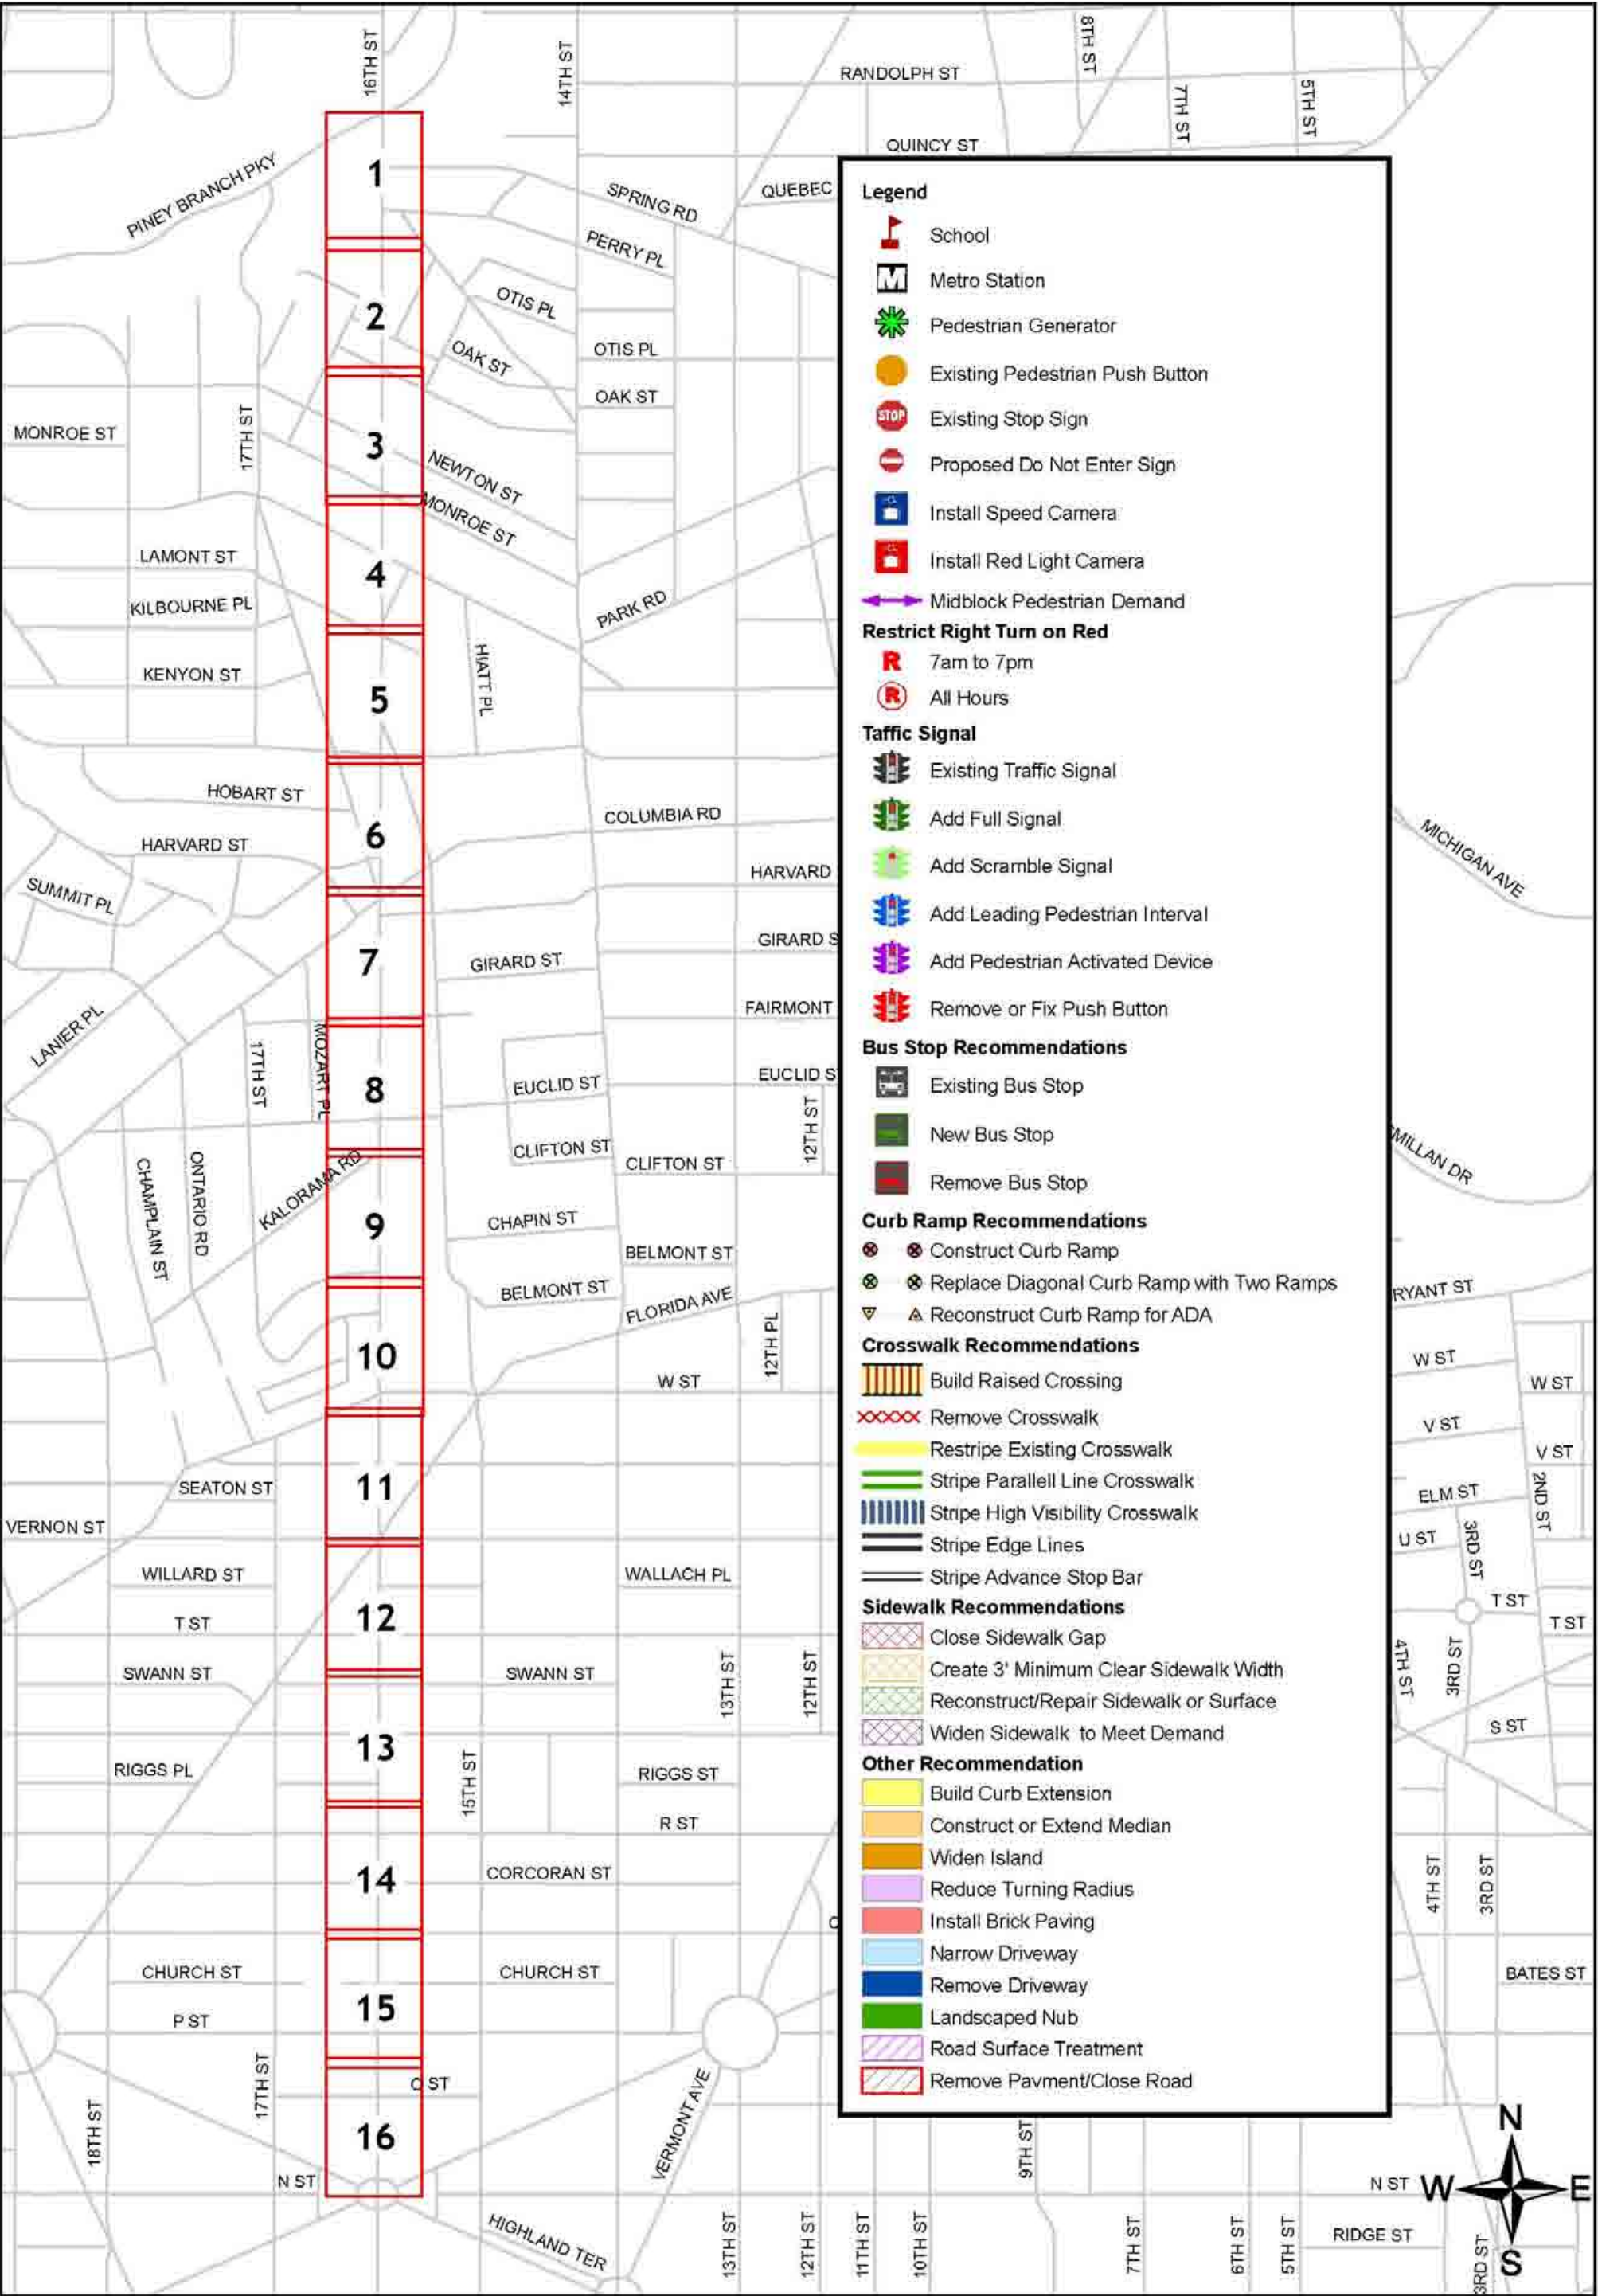 16TH ST
14TH ST
8TH ST
RANDOLPH ST
7TH ST
5TH ST
QUINCY ST
PINEY BRANCH PKY
1
SPRING RD
QUEBEC
PERRY PL
2
OTIS PL
OAK ST
OTIS PL
OAK ST
MONROE ST
17TH ST
3
NEWTON ST
MONROE ST
LAMONT ST
4
KILBOURNE PL
PARK RD
KENYON ST
HIATT PL
5
HOBART ST
COLUMBIA RD
HARVARD ST
6
HARVARD
SUMMIT PL
GIRARD S
7
GIRARD ST
FAIRMONT
LANIER PL
17TH ST
MOZART PL
8
EUCLID ST
EUCLID S
12TH ST
CLIFTON ST
CLIFTON ST
CHAMPLAIN ST
ONTARIO RD
KALORAMA RD
9
CHAPIN ST
BELMONT ST
BELMONT ST
FLORIDA AVE
12TH PL
10
W ST
11
SEATON ST
VERNON ST
WILLARD ST
WALLACH PL
12
T ST
SWANN ST
SWANN ST
13TH ST
12TH ST
13
RIGGS PL
15TH ST
RIGGS ST
R ST
14
CORCORAN ST
C
CHURCH ST
CHURCH ST
15
P ST
17TH ST
O ST
18TH ST
16
VERMONT AVE
N ST
HIGHLAND TER
13TH ST
12TH ST
11TH ST
10TH ST
9TH ST
7TH ST
6TH ST
5TH ST
N ST
RIDGE ST
3RD ST
Legend
School
M Metro Station
Pedestrian Generator
Existing Pedestrian Push Button
STOP Existing Stop Sign
Proposed Do Not Enter Sign
Install Speed Camera
Install Red Light Camera
Midblock Pedestrian Demand
Restrict Right Turn on Red
R 7am to 7pm
R All Hours
Taffic Signal
Existing Traffic Signal
Add Full Signal
Add Scramble Signal
Add Leading Pedestrian Interval
Add Pedestrian Activated Device
Remove or Fix Push Button
Bus Stop Recommendations
Existing Bus Stop
New Bus Stop
Remove Bus Stop
Curb Ramp Recommendations
Construct Curb Ramp
Replace Diagonal Curb Ramp with Two Ramps
Reconstruct Curb Ramp for ADA
Crosswalk Recommendations
Build Raised Crossing
Remove Crosswalk
Restripe Existing Crosswalk
Stripe Parallell Line Crosswalk
Stripe High Visibility Crosswalk
Stripe Edge Lines
Stripe Advance Stop Bar
Sidewalk Recommendations
Close Sidewalk Gap
Create 3' Minimum Clear Sidewalk Width
Reconstruct/Repair Sidewalk or Surface
Widen Sidewalk to Meet Demand
Other Recommendation
Build Curb Extension
Construct or Extend Median
Widen Island
Reduce Turning Radius
Install Brick Paving
Narrow Driveway
Remove Driveway
Landscaped Nub
Road Surface Treatment
Remove Pavment/Close Road
MICHIGAN AVE
MILLAN DR
RYANT ST
W ST
W ST
V ST
V ST
ELM ST
2ND ST
U ST
3RD ST
T ST
T ST
4TH ST
3RD ST
S ST
4TH ST
3RD ST
BATES ST
N
W E
S